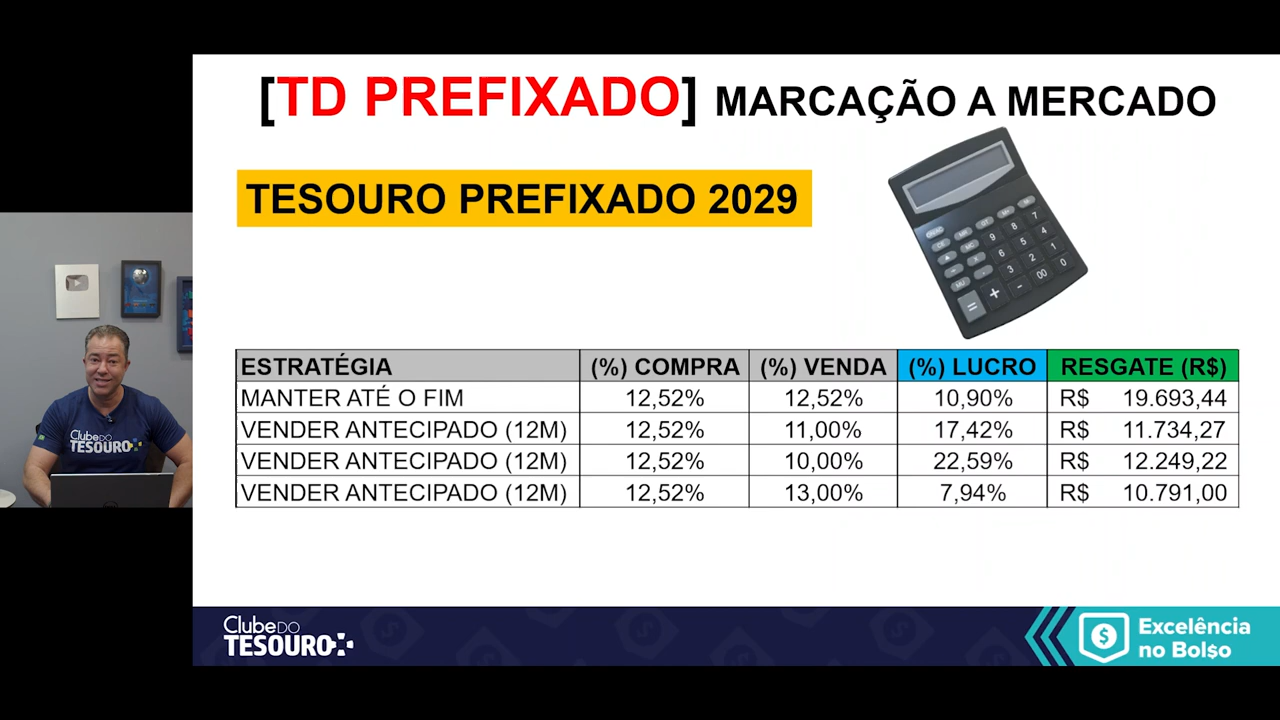 [TD PREFIXADO] MARCAÇÃO A MERCADO
TESOURO PREFIXADO 2029
ESTRATÉGIA (%) COMPRA (%) VENDA (%) LUCRO RESGATE (R$)
MANTER ATÉ O FIM 12,52% 12,52% 10,90% R$ 19.693,44
VENDER ANTECIPADO (12M) 12,52% 11,00% 17,42% R$ 11.734,27
VENDER ANTECIPADO (12M) 12,52% 10,00% 22,59% R$ 12.249,22
VENDER ANTECIPADO (12M) 12,52% 13,00% 7,94% R$ 10.791,00
Clube DO
TESOURO
Clube DO
TESOURO
Excelência
no Bolso